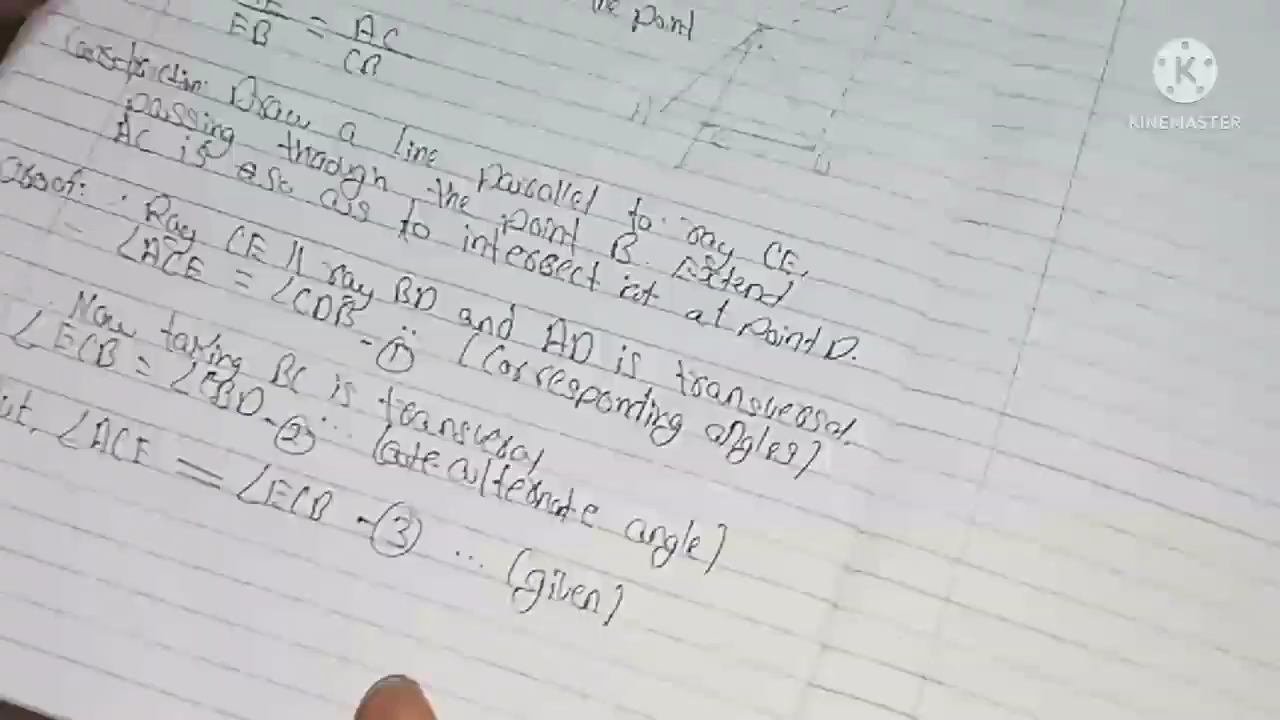 the point
EB = AC
CB
Construction: Draw a line parallel to ray CE,
passing through the point B. Extend
AC is as to intersect at at point D.
Proof: Ray CE || ray BD and AD is transversal.
∠ACE = ∠CDB - ① (Corresponding angles)
Now taking BC is transversal
∠ECB = ∠CBD - ② ... (alternate angle)
∠ACE = ∠ECB - ③ ... (given)
K
KINEMASTER